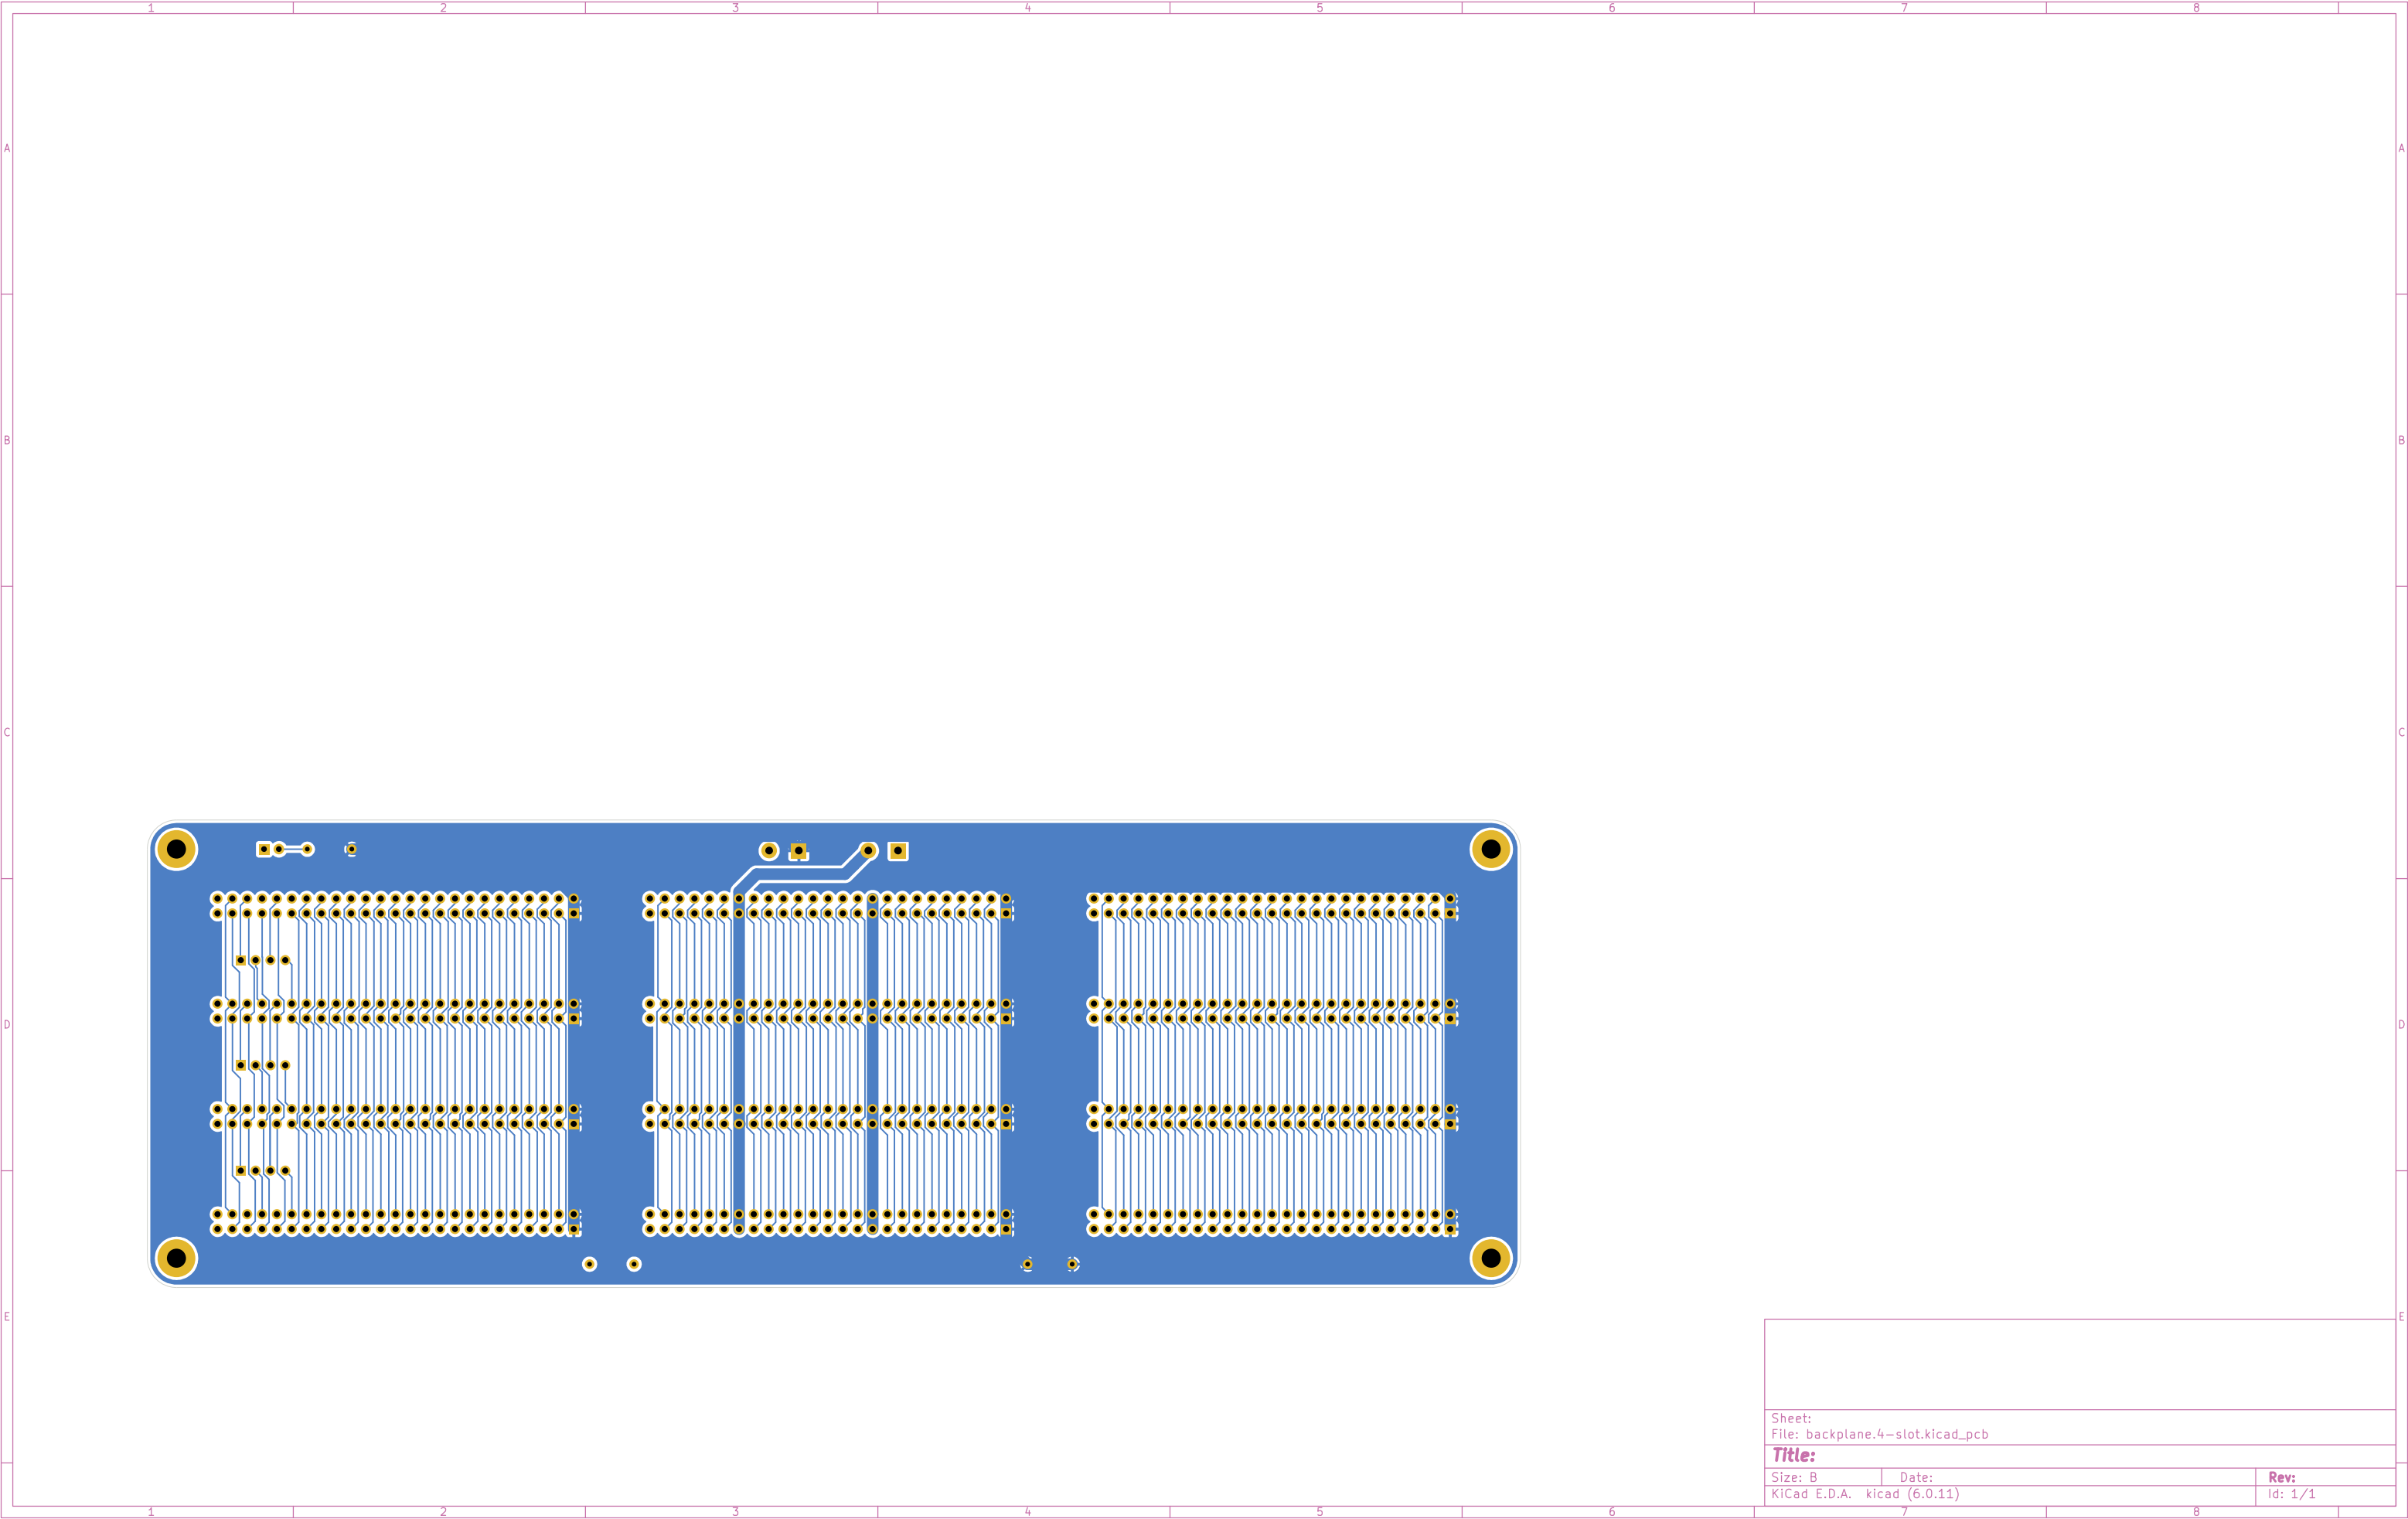 1 2 3 4 5 6 7 8
A A
B B
C C
D D
E E
Sheet:
File: backplane.4-slot.kicad_pcb
Title:
Size: B Date: Rev:
KiCad E.D.A. kicad (6.0.11) Id: 1/1
1 2 3 4 5 6 7 8